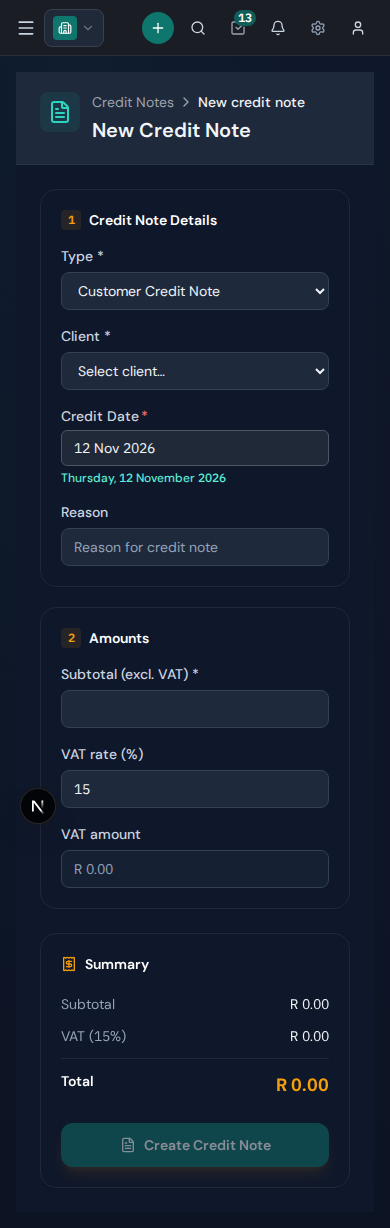 13
Credit Notes > New credit note
New Credit Note
1 Credit Note Details
Type *
Customer Credit Note
Client *
Select client...
Credit Date *
12 Nov 2026
Thursday, 12 November 2026
Reason
Reason for credit note
2 Amounts
Subtotal (excl. VAT) *
VAT rate (%)
15
N
VAT amount
R 0.00
Summary
Subtotal R 0.00
VAT (15%) R 0.00
Total R 0.00
Create Credit Note